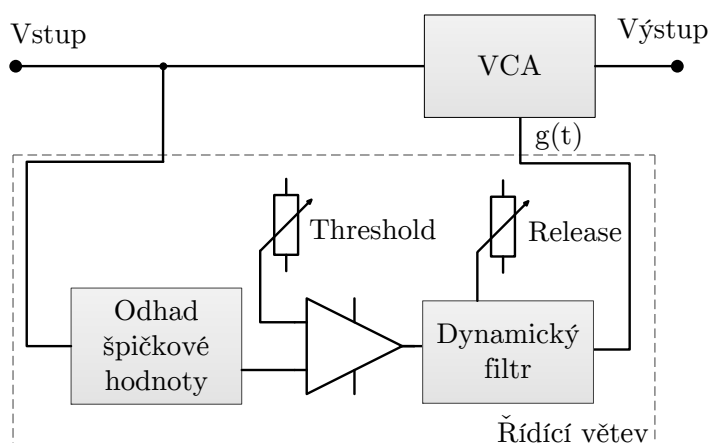 Vstup
Výstup
VCA
g(t)
Threshold
Release
Odhad
špičkové
hodnoty
Dynamický
filtr
Řídící větev